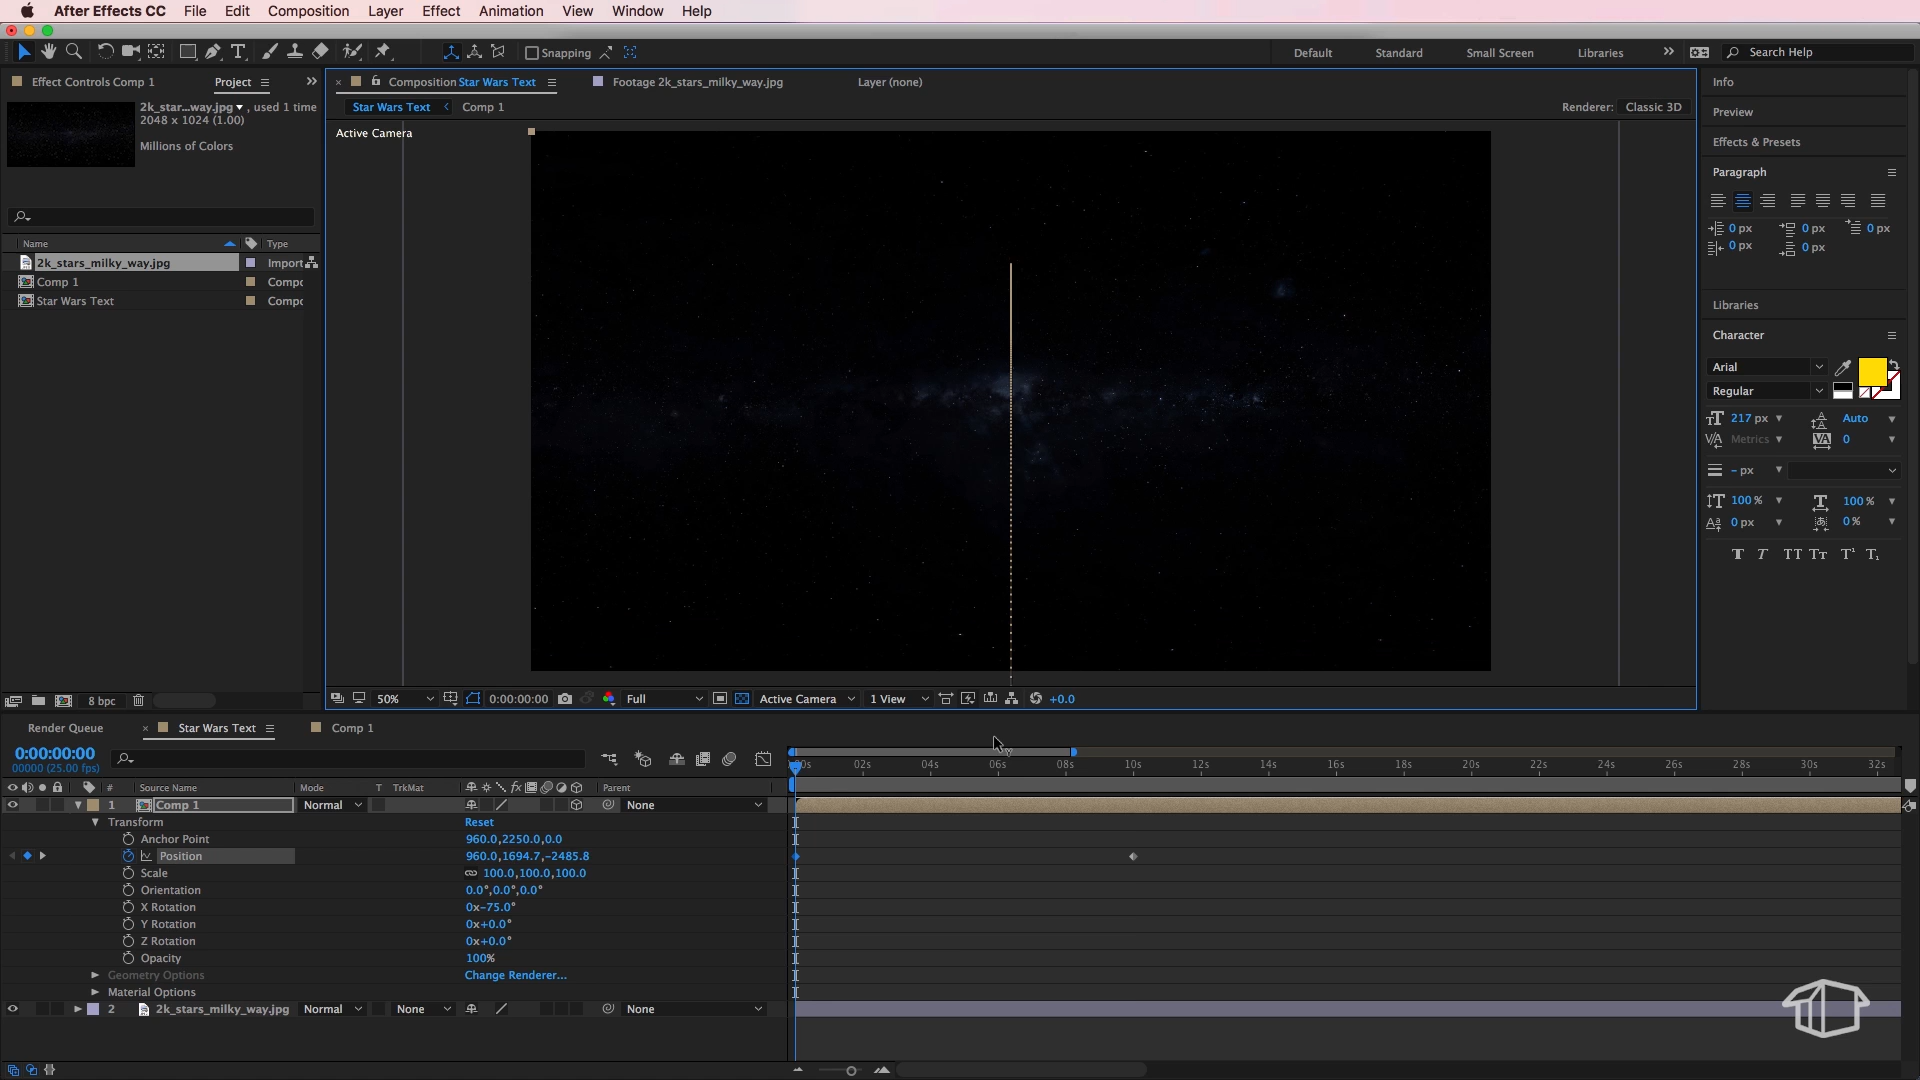 After Effects CC File Edit Composition Layer Effect Animation View Window Help
Snapping Default Standard Small Screen Libraries Search Help
Effect Controls Comp 1 Project
2k_star...way.jpg , used 1 time
2048 x 1024 (1.00)
Millions of Colors
Name Type
2k_stars_milky_way.jpg Import
Comp 1 Compo
Star Wars Text Compo
8 bpc
Composition Star Wars Text Footage 2k_stars_milky_way.jpg Layer (none)
Star Wars Text Comp 1 Renderer: Classic 3D
Active Camera
50% 0:00:00:00 Full Active Camera 1 View +0.0
Info
Preview
Effects & Presets
Paragraph
0 px 0 px 0 px
0 px 0 px
Libraries
Character
Arial
Regular
217 px Auto
Metrics 0
- px
100 % 100 %
0 px 0 %
T T TT Tт T¹ T₁
Render Queue Star Wars Text Comp 1
0:00:00:00
00000 (25.00 fps)
02s 04s 06s 08s 10s 12s 14s 16s 18s 20s 22s 24s 26s 28s 30s 32s
# Source Name Mode T TrkMat fx Parent
1 Comp 1 Normal None
Transform Reset
Anchor Point 960.0,2250.0,0.0
Position 960.0,1694.7,-2485.8
Scale 100.0,100.0,100.0
Orientation 0.0°,0.0°,0.0°
X Rotation 0x-75.0°
Y Rotation 0x+0.0°
Z Rotation 0x+0.0°
Opacity 100%
Geometry Options Change Renderer...
Material Options
2 2k_stars_milky_way.jpg Normal None None